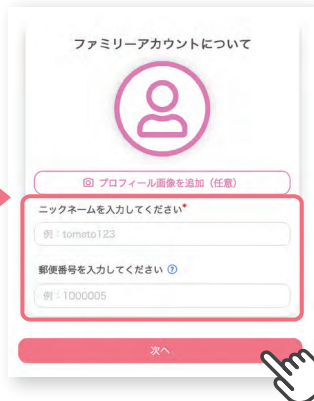 ファミリーアカウントについて
プロフィール画像を追加（任意）
ニックネームを入力してください*
例：tomato123
郵便番号を入力してください ?
例：1000005
次へ